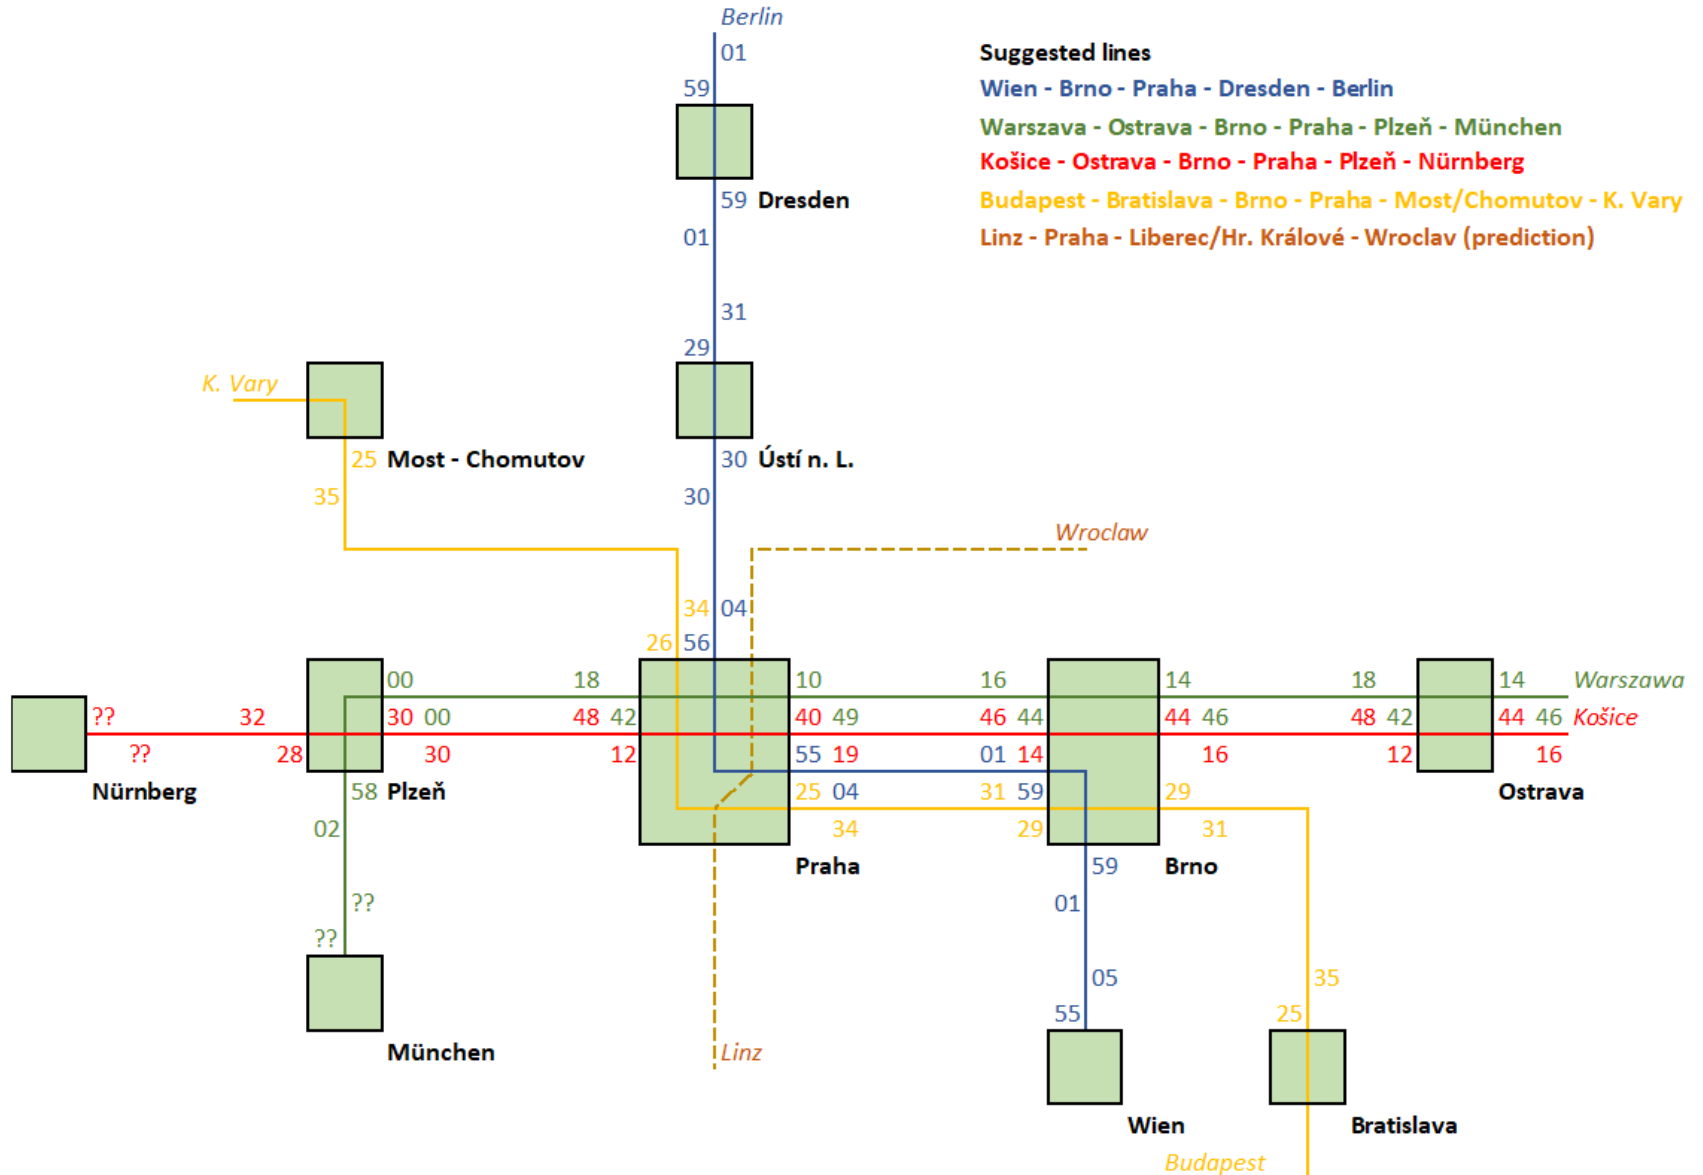 Berlin
01
Suggested lines
59
Wien - Brno - Praha - Dresden - Berlin
Warszava - Ostrava - Brno - Praha - Plzeň - München
Košice - Ostrava - Brno - Praha - Plzeň - Nürnberg
59 Dresden
Budapest - Bratislava - Brno - Praha - Most/Chomutov - K. Vary
01
Linz - Praha - Liberec/Hr. Králové - Wroclav (prediction)
31
29
K. Vary
25 Most - Chomutov
30 Ústí n. L.
35
30
Wroclaw
34 04
26 56
00 18 10 16 14 18 14 Warszawa
?? 32 30 00 48 42 40 49 46 44 44 46 48 42 44 46 Košice
?? 28 30 12 55 19 01 14 16 12 16
Nürnberg
58 Plzeň
25 04 31 59 29
Ostrava
02
34 29 31
Praha
59 Brno
??
01
??
05
35
55
25
München
Linz
Wien
Bratislava
Budapest